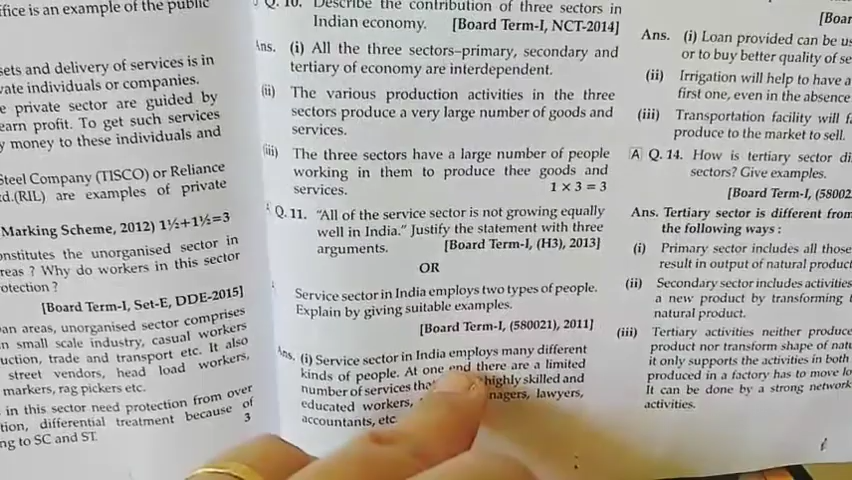 ffice is an example of the public
sets and delivery of services is in
vate individuals or companies.
e private sector are guided by
earn profit. To get such services
y money to these individuals and
Steel Company (TISCO) or Reliance
td.(RIL) are examples of private
Marking Scheme, 2012) 1½+1½=3
onstitutes the unorganised sector in
reas ? Why do workers in this sector
otection ?
[Board Term-I, Set-E, DDE-2015]
an areas, unorganised sector comprises
n small scale industry, casual workers
uction, trade and transport etc. It also
street vendors, head load workers,
markers, rag pickers etc.
in this sector need protection from over
tion, differential treatment because of
ng to SC and ST. 3
Q. 10. Describe the contribution of three sectors in
Indian economy. [Board Term-I, NCT-2014]
Ans. (i) All the three sectors–primary, secondary and
tertiary of economy are interdependent.
(ii) The various production activities in the three
sectors produce a very large number of goods and
services.
(iii) The three sectors have a large number of people
working in them to produce thee goods and
services. 1 × 3 = 3
Q. 11. "All of the service sector is not growing equally
well in India." Justify the statement with three
arguments. [Board Term-I, (H3), 2013]
OR
Service sector in India employs two types of people.
Explain by giving suitable examples.
[Board Term-I, (580021), 2011]
Ans. (i) Service sector in India employs many different
kinds of people. At one end there are a limited
number of services tha highly skilled and
educated workers, nagers, lawyers,
accountants, etc
[Boar
Ans. (i) Loan provided can be us
or to buy better quality of se
(ii) Irrigation will help to have a
first one, even in the absence
(iii) Transportation facility will f
produce to the market to sell.
A Q. 14. How is tertiary sector di
sectors? Give examples.
[Board Term-I, (58002
Ans. Tertiary sector is different from
the following ways :
(i) Primary sector includes all those
result in output of natural product
(ii) Secondary sector includes activities
a new product by transforming
natural product.
(iii) Tertiary activities neither produce
product nor transform shape of natu
it only supports the activities in both
produced in a factory has to move lo
It can be done by a strong network
activities.